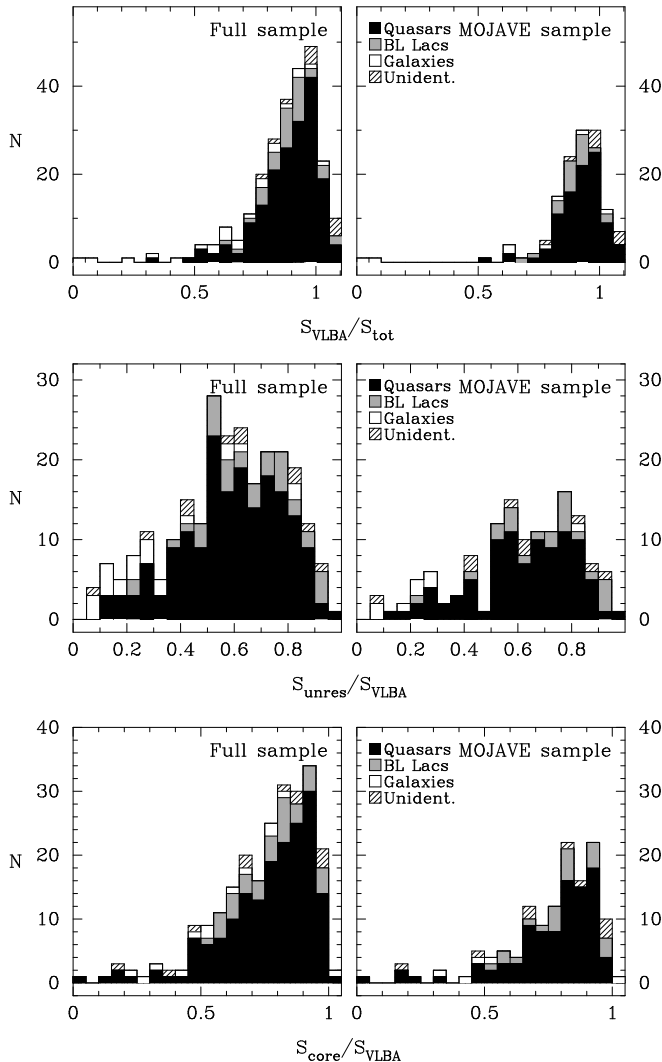 Full sample
MOJAVE sample
Quasars
BL Lacs
Galaxies
Unident.
N
40
20
0
40
20
0
0 0.5 1
0 0.5 1
S_VLBA/S_tot
Full sample
MOJAVE sample
Quasars
BL Lacs
Galaxies
Unident.
N
30
20
10
0
30
20
10
0
0 0.2 0.4 0.6 0.8
0 0.2 0.4 0.6 0.8
S_unres/S_VLBA
Full sample
MOJAVE sample
Quasars
BL Lacs
Galaxies
Unident.
N
40
30
20
10
0
40
30
20
10
0
0 0.5 1
0 0.5 1
S_core/S_VLBA